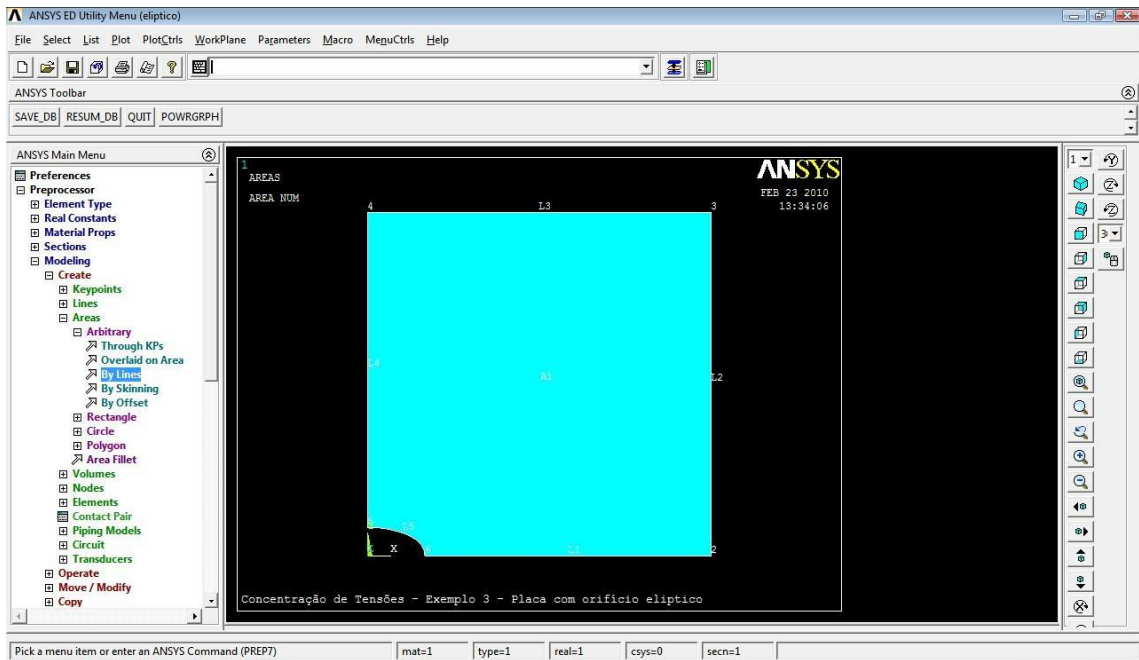 ANSYS ED Utility Menu (eliptico)
File Select List Plot PlotCtrls WorkPlane Parameters Macro MenuCtrls Help
ANSYS Toolbar
SAVE_DB RESUM_DB QUIT POWRGRPH
ANSYS Main Menu
Preferences
Preprocessor
Element Type
Real Constants
Material Props
Sections
Modeling
Create
Keypoints
Lines
Areas
Arbitrary
Through KPs
Overlaid on Area
By Lines
By Skinning
By Offset
Rectangle
Circle
Polygon
Area Fillet
Volumes
Nodes
Elements
Contact Pair
Piping Models
Circuit
Transducers
Operate
Move / Modify
Copy
1
AREAS
AREA NUM
ANSYS
FEB 23 2010
13:34:06
4 L3 3
L4 A1 L2
L5
X L1 2
Concentração de Tensões - Exemplo 3 - Placa com orifício eliptico
1
Pick a menu item or enter an ANSYS Command (PREP7) mat=1 type=1 real=1 csys=0 secn=1